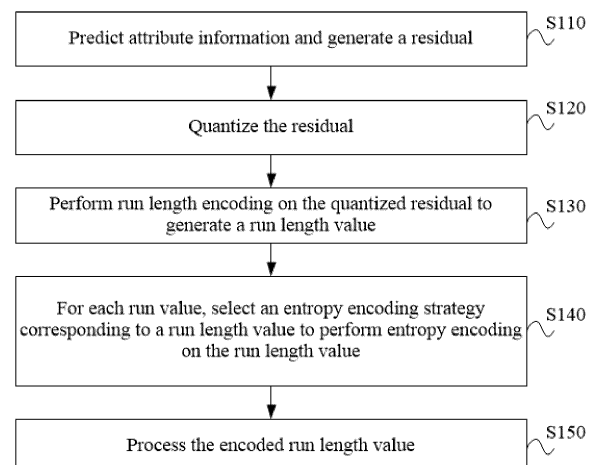 Predict attribute information and generate a residual
S110
Quantize the residual
S120
Perform run length encoding on the quantized residual to
generate a run length value
S130
For each run value, select an entropy encoding strategy
corresponding to a run length value to perform entropy encoding
on the run length value
S140
Process the encoded run length value
S150